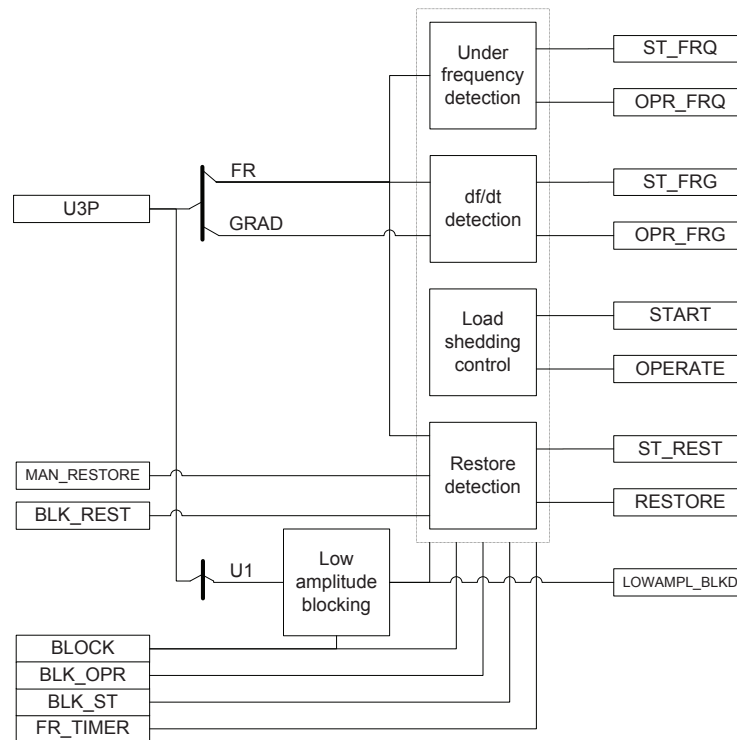 Under
frequency
detection
ST_FRQ
OPR_FRQ
FR
U3P
GRAD
df/dt
detection
ST_FRG
OPR_FRG
Load
shedding
control
START
OPERATE
MAN_RESTORE
BLK_REST
Restore
detection
ST_REST
RESTORE
U1
Low
amplitude
blocking
LOWAMPL_BLKD
BLOCK
BLK_OPR
BLK_ST
FR_TIMER